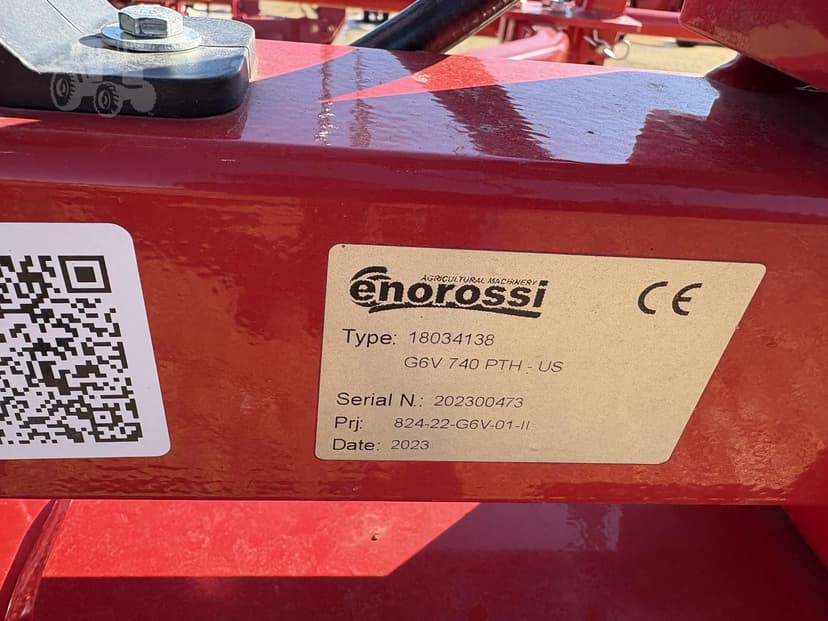 AGRICULTURAL MACHINERY
enorossi
CE
Type: 18034138
G6V 740 PTH - US
Serial N.: 202300473
Prj: 824-22-G6V-01-II
Date: 2023